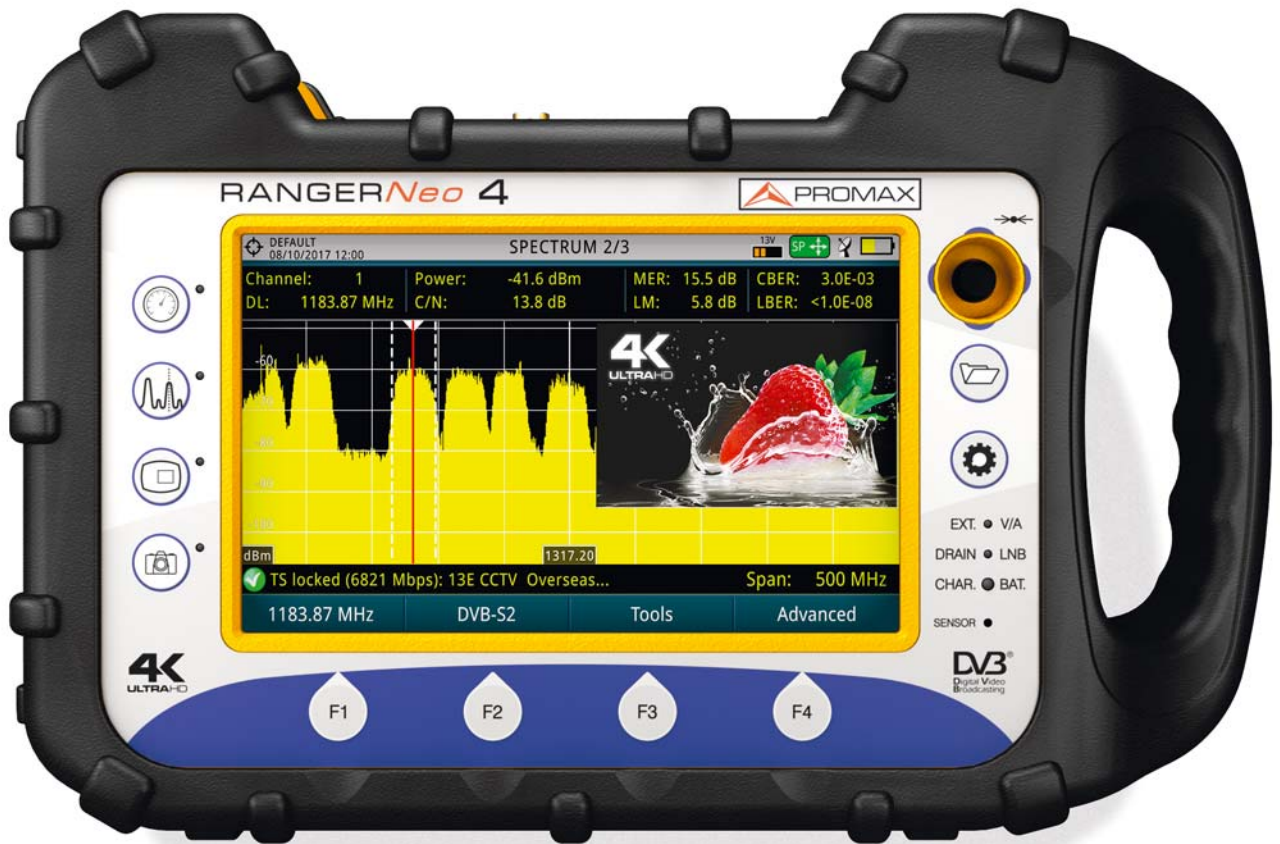 RANGERNeo 4
PROMAX
DEFAULT
08/10/2017 12:00
SPECTRUM 2/3
13V
SP
Channel: 1
DL: 1183.87 MHz
Power: -41.6 dBm
C/N: 13.8 dB
MER: 15.5 dB
LM: 5.8 dB
CBER: 3.0E-03
LBER: <1.0E-08
-60
-80
4K
ULTRAHD
dBm
1317.20
TS locked (6821 Mbps): 13E CCTV Overseas...
Span: 500 MHz
1183.87 MHz
DVB-S2
Tools
Advanced
EXT. V/A
DRAIN LNB
CHAR. BAT.
SENSOR
4K
ULTRAHD
DVB®
Digital Video
Broadcasting
F1
F2
F3
F4